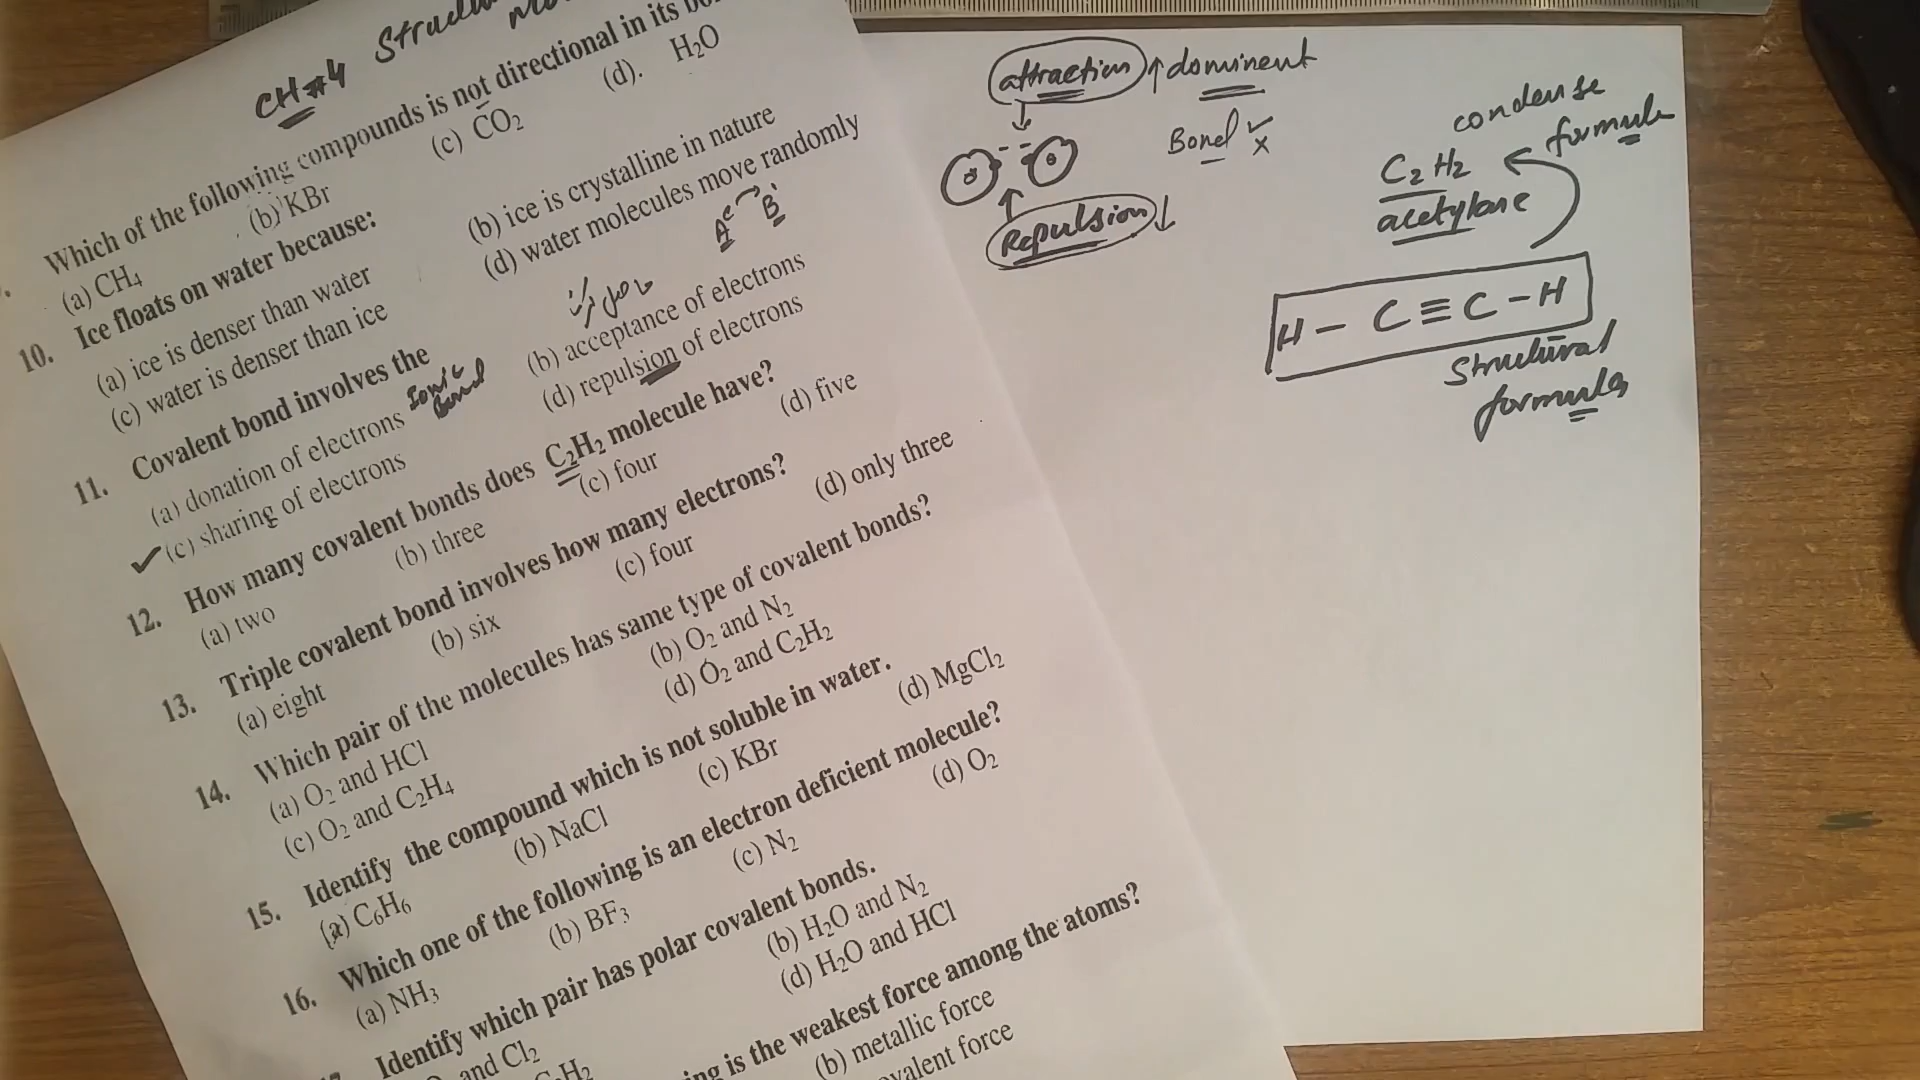 CH#4
Which of the following compounds is not directional in its
(a) CH₄
(b) KBr
(c) CO₂
(d). H₂O
10. Ice floats on water because:
(a) ice is denser than water
(b) ice is crystalline in nature
(c) water is denser than ice
(d) water molecules move randomly
11. Covalent bond involves the
(a) donation of electrons
Ionic
Bond
(b) acceptance of electrons
A e B
✓(c) sharing of electrons
(d) repulsion of electrons
12. How many covalent bonds does C₂H₂ molecule have?
(a) two
(b) three
(c) four
(d) five
13. Triple covalent bond involves how many electrons?
(a) eight
(b) six
(c) four
(d) only three
14. Which pair of the molecules has same type of covalent bonds?
(a) O₂ and HCl
(b) O₂ and N₂
(c) O₂ and C₂H₄
(d) O₂ and C₂H₂
15. Identify the compound which is not soluble in water.
(a) C₆H₆
(b) NaCl
(c) KBr
(d) MgCl₂
16. Which one of the following is an electron deficient molecule?
(a) NH₃
(b) BF₃
(c) N₂
(d) O₂
Identify which pair has polar covalent bonds.
and Cl₂
(b) H₂O and N₂
(d) H₂O and HCl
is the weakest force among the atoms?
(b) metallic force
force
attraction ↑ dominent
Bond ✓
x
Repulsion ↓
condense
formula
C₂H₂
acetylene
H – C ≡ C – H
Structural
formula